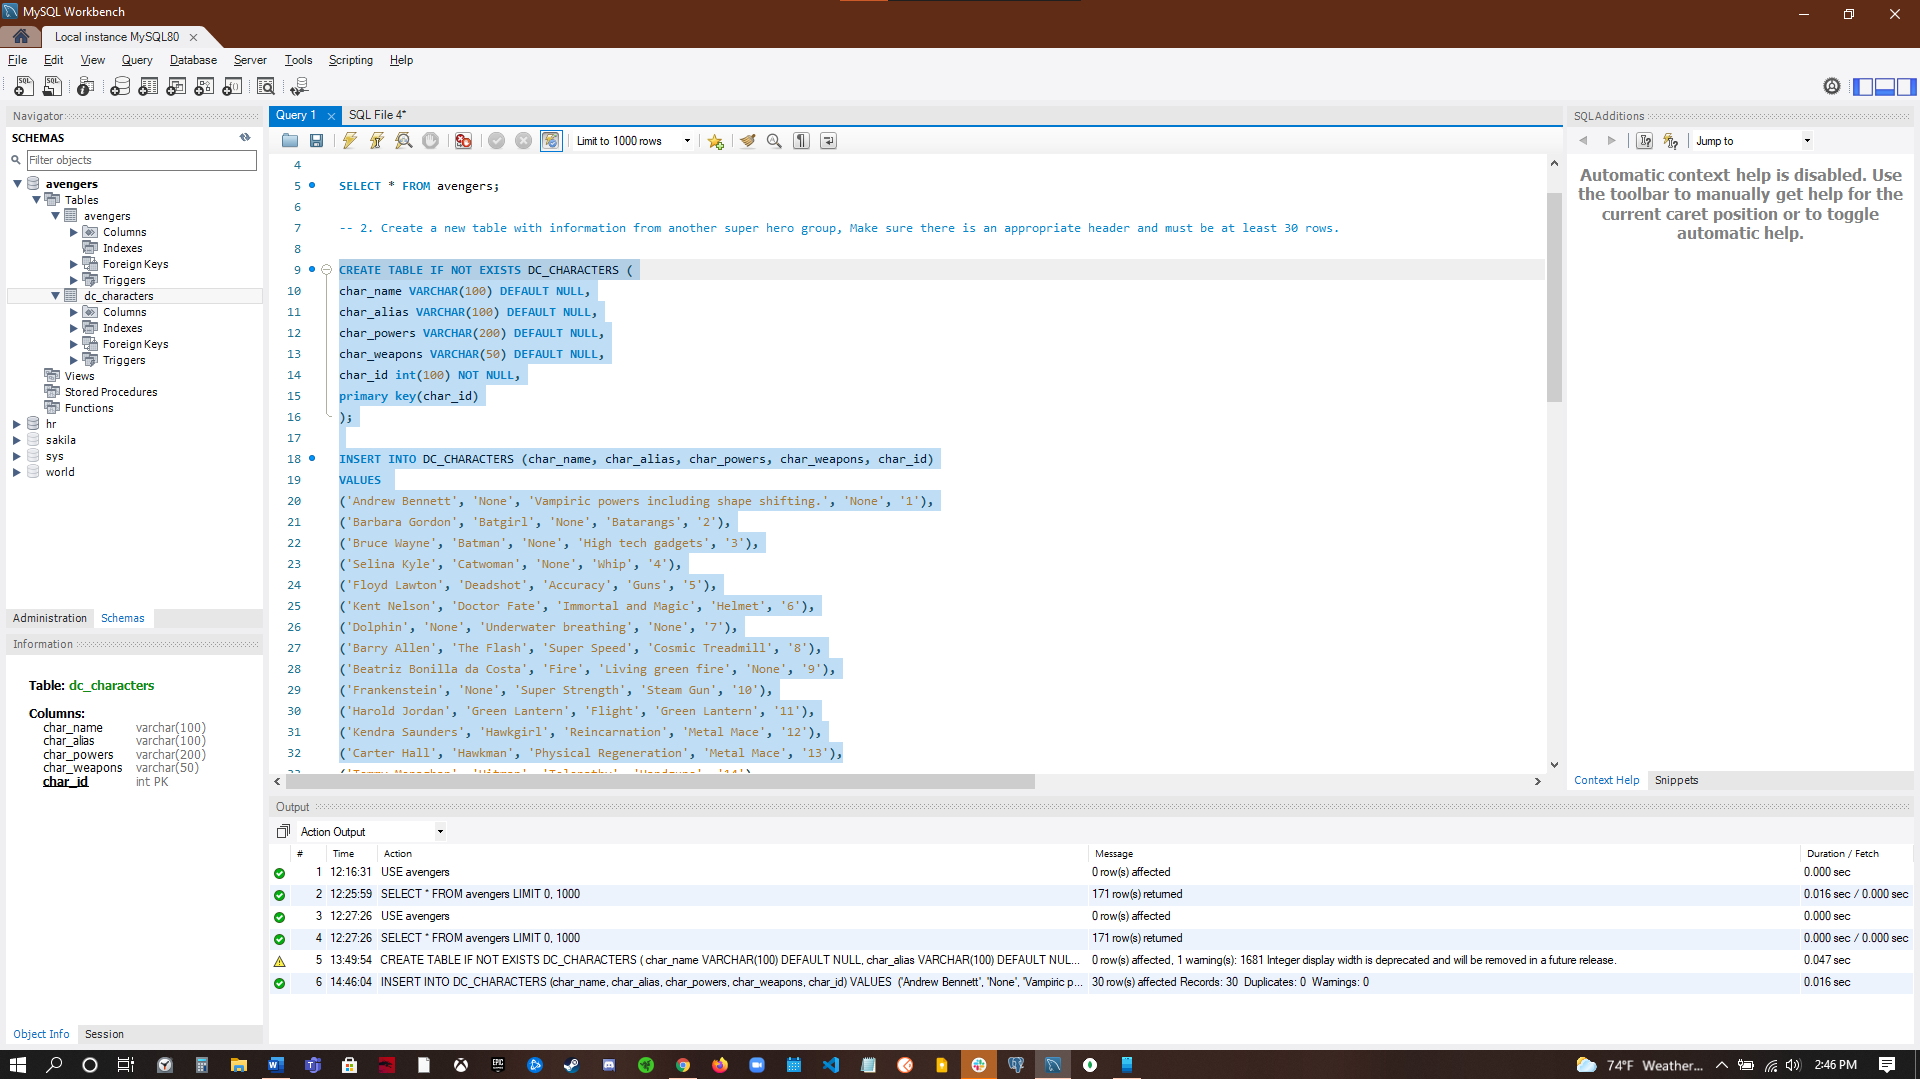 MySQL Workbench
Local instance MySQL80
File Edit View Query Database Server Tools Scripting Help
Navigator
SCHEMAS
Filter objects
avengers
Tables
avengers
Columns
Indexes
Foreign Keys
Triggers
dc_characters
Columns
Indexes
Foreign Keys
Triggers
Views
Stored Procedures
Functions
hr
sakila
sys
world
Administration Schemas
Information
Table: dc_characters
Columns:
char_name varchar(100)
char_alias varchar(100)
char_powers varchar(200)
char_weapons varchar(50)
char_id int PK
Object Info Session
Query 1 SQL File 4*
Limit to 1000 rows
4
5 SELECT * FROM avengers;
6
7 -- 2. Create a new table with information from another super hero group, Make sure there is an appropriate header and must be at least 30 rows.
8
9 CREATE TABLE IF NOT EXISTS DC_CHARACTERS (
10 char_name VARCHAR(100) DEFAULT NULL,
11 char_alias VARCHAR(100) DEFAULT NULL,
12 char_powers VARCHAR(200) DEFAULT NULL,
13 char_weapons VARCHAR(50) DEFAULT NULL,
14 char_id int(100) NOT NULL,
15 primary key(char_id)
16 );
17
18 INSERT INTO DC_CHARACTERS (char_name, char_alias, char_powers, char_weapons, char_id)
19 VALUES
20 ('Andrew Bennett', 'None', 'Vampiric powers including shape shifting.', 'None', '1'),
21 ('Barbara Gordon', 'Batgirl', 'None', 'Batarangs', '2'),
22 ('Bruce Wayne', 'Batman', 'None', 'High tech gadgets', '3'),
23 ('Selina Kyle', 'Catwoman', 'None', 'Whip', '4'),
24 ('Floyd Lawton', 'Deadshot', 'Accuracy', 'Guns', '5'),
25 ('Kent Nelson', 'Doctor Fate', 'Immortal and Magic', 'Helmet', '6'),
26 ('Dolphin', 'None', 'Underwater breathing', 'None', '7'),
27 ('Barry Allen', 'The Flash', 'Super Speed', 'Cosmic Treadmill', '8'),
28 ('Beatriz Bonilla da Costa', 'Fire', 'Living green fire', 'None', '9'),
29 ('Frankenstein', 'None', 'Super Strength', 'Steam Gun', '10'),
30 ('Harold Jordan', 'Green Lantern', 'Flight', 'Green Lantern', '11'),
31 ('Kendra Saunders', 'Hawkgirl', 'Reincarnation', 'Metal Mace', '12'),
32 ('Carter Hall', 'Hawkman', 'Physical Regeneration', 'Metal Mace', '13'),
SQLAdditions
Jump to
Automatic context help is disabled. Use
the toolbar to manually get help for the
current caret position or to toggle
automatic help.
Context Help Snippets
Output
Action Output
# Time Action Message Duration / Fetch
1 12:16:31 USE avengers 0 row(s) affected 0.000 sec
2 12:25:59 SELECT * FROM avengers LIMIT 0, 1000 171 row(s) returned 0.016 sec / 0.000 sec
3 12:27:26 USE avengers 0 row(s) affected 0.000 sec
4 12:27:26 SELECT * FROM avengers LIMIT 0, 1000 171 row(s) returned 0.000 sec / 0.000 sec
5 13:49:54 CREATE TABLE IF NOT EXISTS DC_CHARACTERS ( char_name VARCHAR(100) DEFAULT NULL, char_alias VARCHAR(100) DEFAULT NUL... 0 row(s) affected, 1 warning(s): 1681 Integer display width is deprecated and will be removed in a future release. 0.047 sec
6 14:46:04 INSERT INTO DC_CHARACTERS (char_name, char_alias, char_powers, char_weapons, char_id) VALUES ('Andrew Bennett', 'None', 'Vampiric p... 30 row(s) affected Records: 30 Duplicates: 0 Warnings: 0 0.016 sec
74°F Weather... 2:46 PM